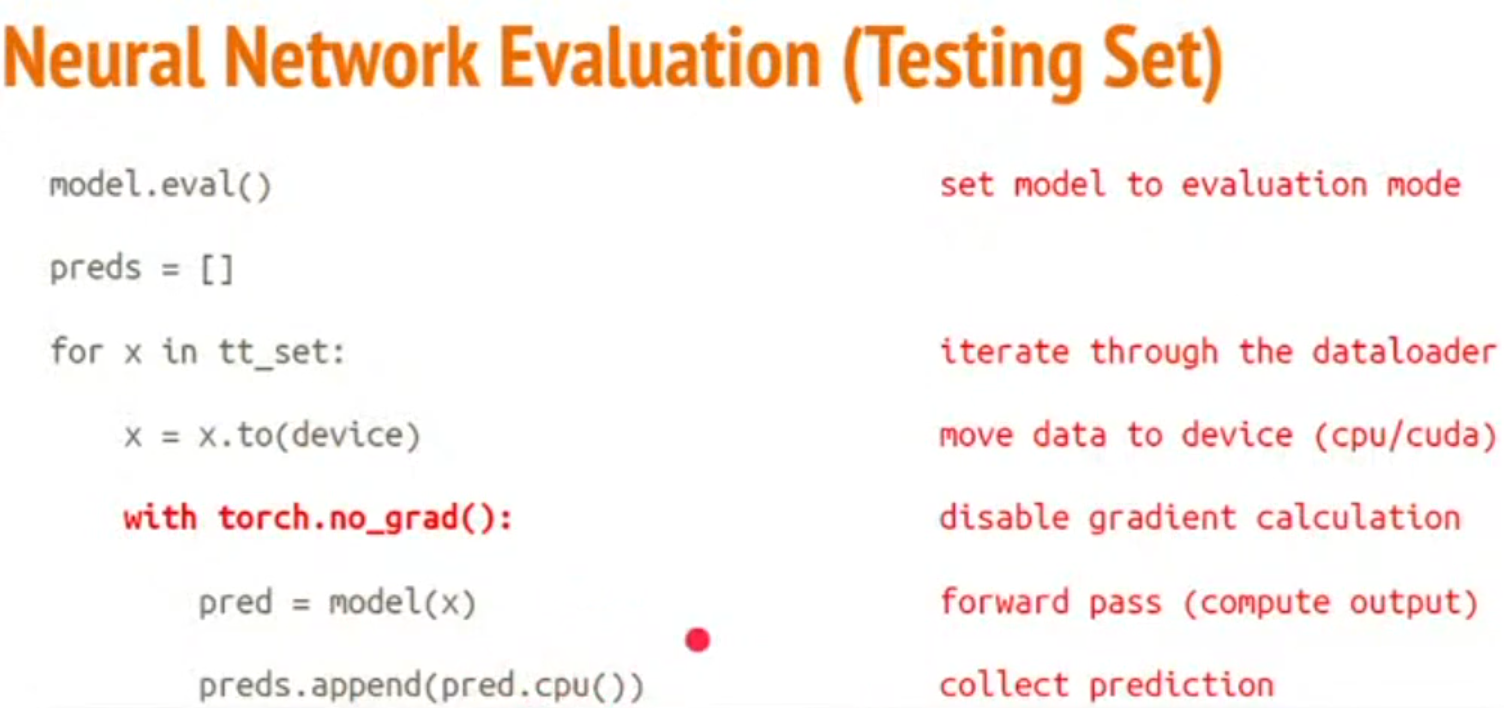 Neural Network Evaluation (Testing Set)
model.eval() set model to evaluation mode
preds = []
for x in tt_set: iterate through the dataloader
x = x.to(device) move data to device (cpu/cuda)
with torch.no_grad(): disable gradient calculation
pred = model(x) forward pass (compute output)
preds.append(pred.cpu()) collect prediction